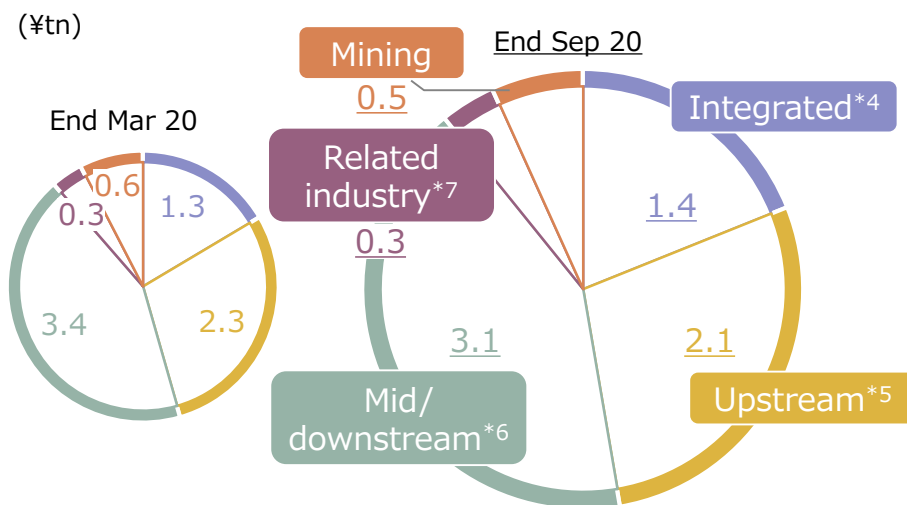 (¥tn)
End Mar 20
1.3
2.3
3.4
0.3
0.6
End Sep 20
Mining
0.5
Integrated*4
1.4
Related
industry*7
0.3
3.1
2.1
Mid/
downstream*6
Upstream*5